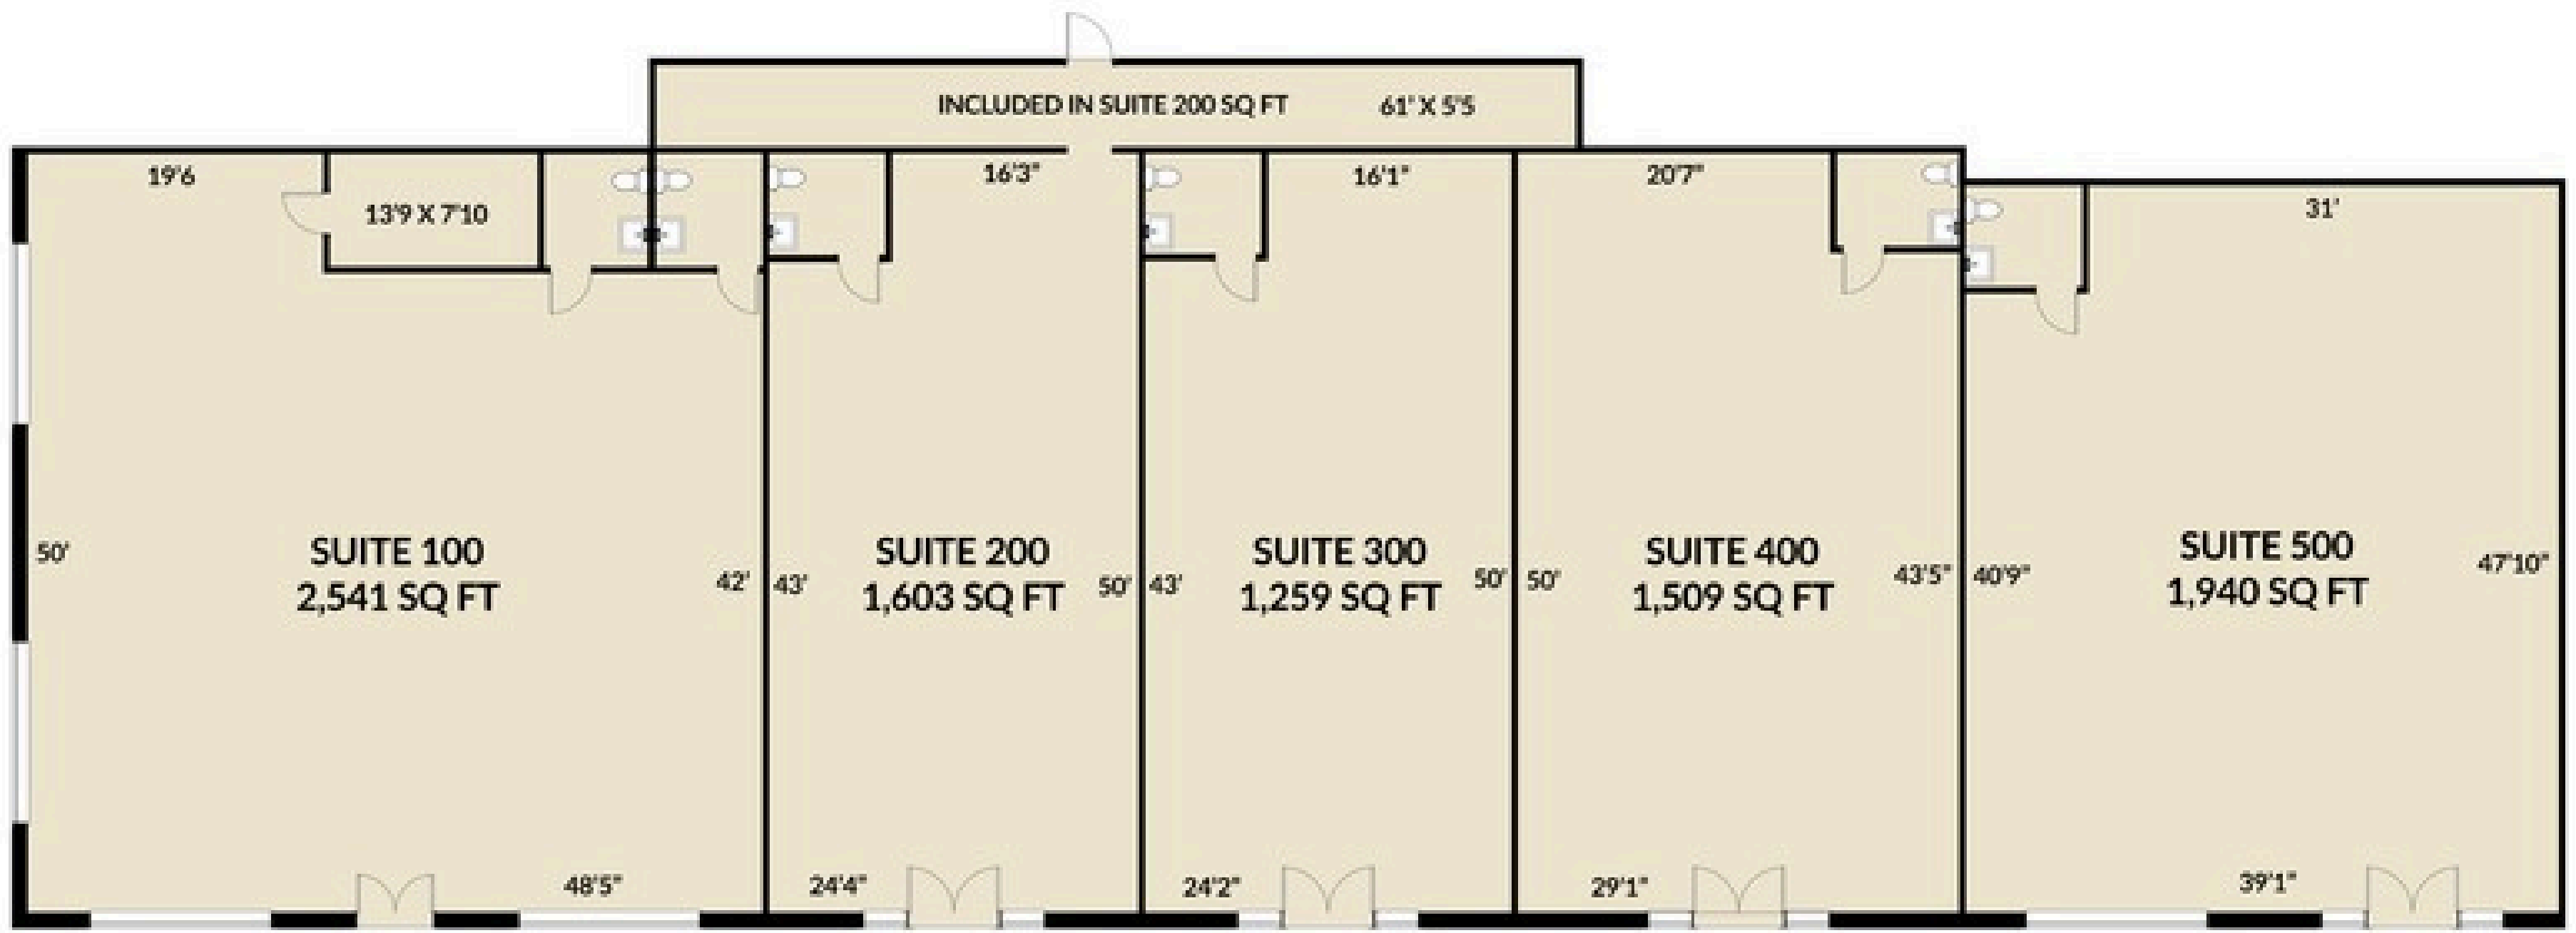 INCLUDED IN SUITE 200 SQ FT 61' X 5'5
19'6
13'9 X 7'10
16'3"
16'1"
20'7"
31'
50'
SUITE 100
2,541 SQ FT
42'
43'
SUITE 200
1,603 SQ FT
50'
43'
SUITE 300
1,259 SQ FT
50'
50'
SUITE 400
1,509 SQ FT
43'5"
40'9"
SUITE 500
1,940 SQ FT
47'10"
48'5"
24'4"
24'2"
29'1"
39'1"